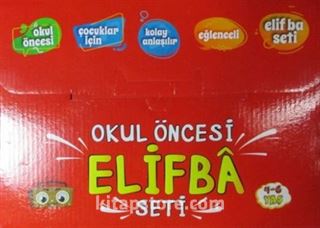 okul
öncesi
çocuklar
için
kolay
anlaşılır
eğlenceli
elif ba
seti
OKUL ÖNCESİ
ELİFBÂ
SETİ
4-6
YAŞ
kitapstore.com